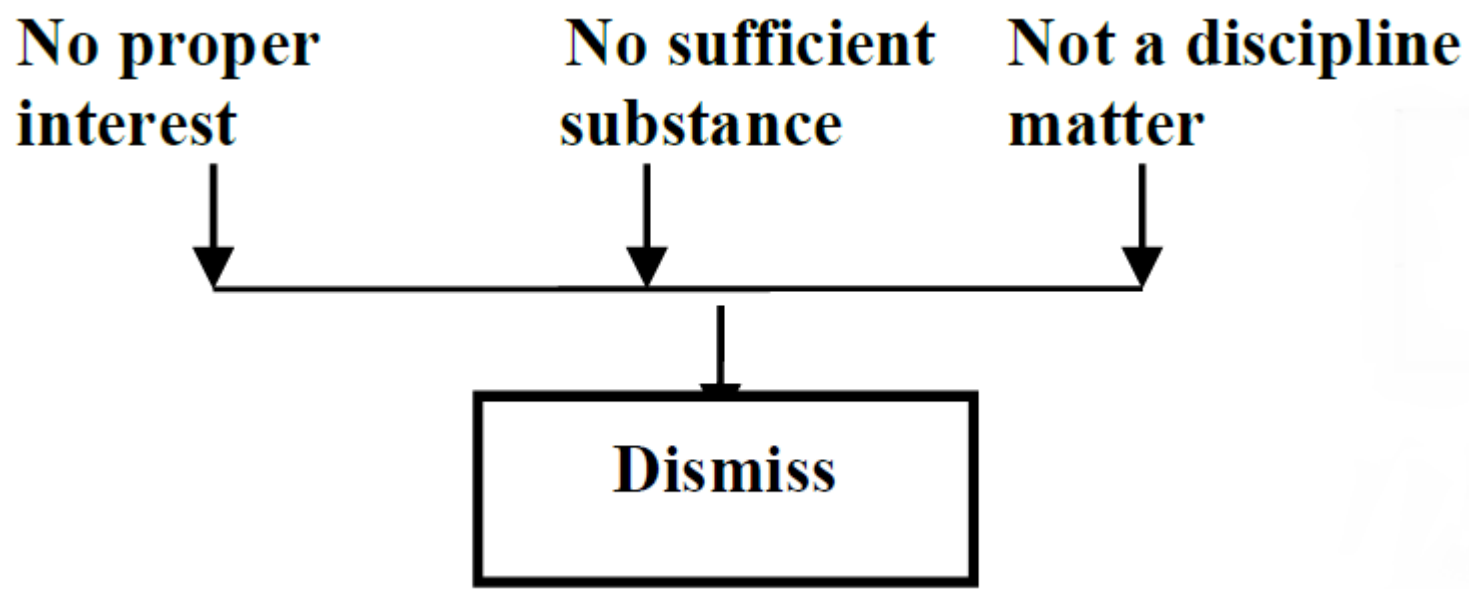 No proper
interest
No sufficient
substance
Not a discipline
matter
Dismiss